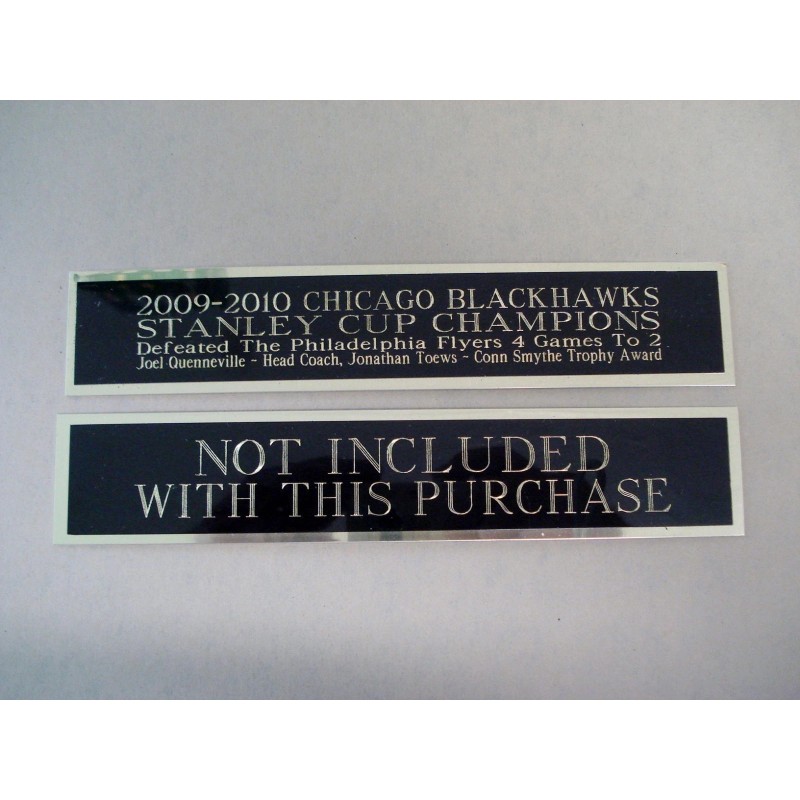 2009-2010 CHICAGO BLACKHAWKS
STANLEY CUP CHAMPIONS
Defeated The Philadelphia Flyers 4 Games To 2
Joel Quenneville ~ Head Coach, Jonathan Toews ~ Conn Smythe Trophy Award
NOT INCLUDED
WITH THIS PURCHASE